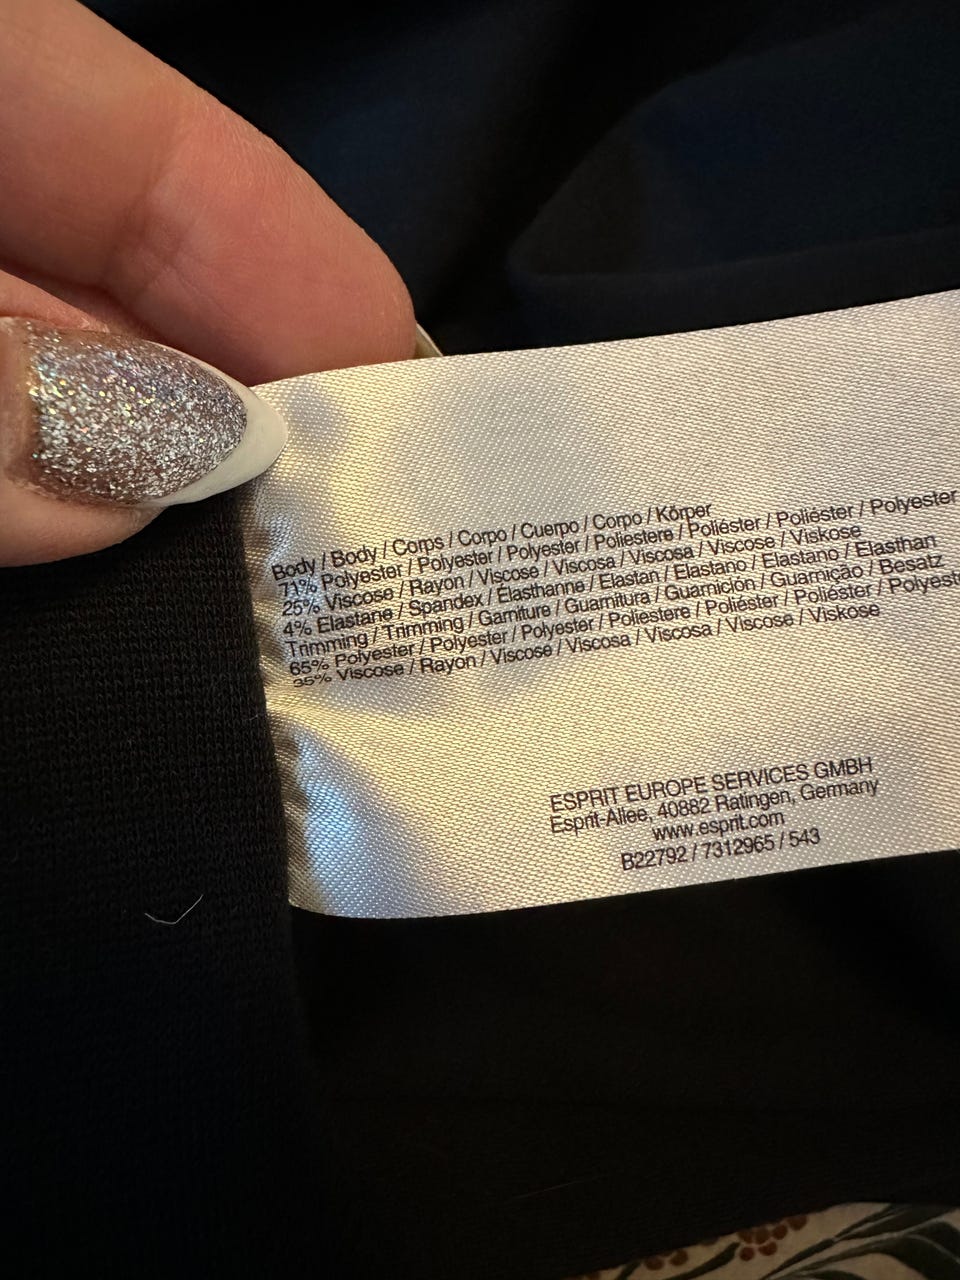 Body / Body / Corps / Corpo / Cuerpo / Corpo / Körper
71% Polyester / Polyester / Polyester / Poliestere / Poliéster / Poliéster / Polyester
25% Viscose / Rayon / Viscose / Viscosa / Viscosa / Viscose / Viskose
4% Elastane / Spandex / Élasthanne / Elastan / Elastano / Elastano / Elasthan
Trimming / Trimming / Garniture / Guarnitura / Guarnición / Guarnição / Besatz
65% Polyester / Polyester / Polyester / Poliestere / Poliéster / Poliéster / Polyest
35% Viscose / Rayon / Viscose / Viscosa / Viscosa / Viscose / Viskose
ESPRIT EUROPE SERVICES GMBH
Esprit-Allee, 40882 Ratingen, Germany
www.esprit.com
B22792 / 7312965 / 543